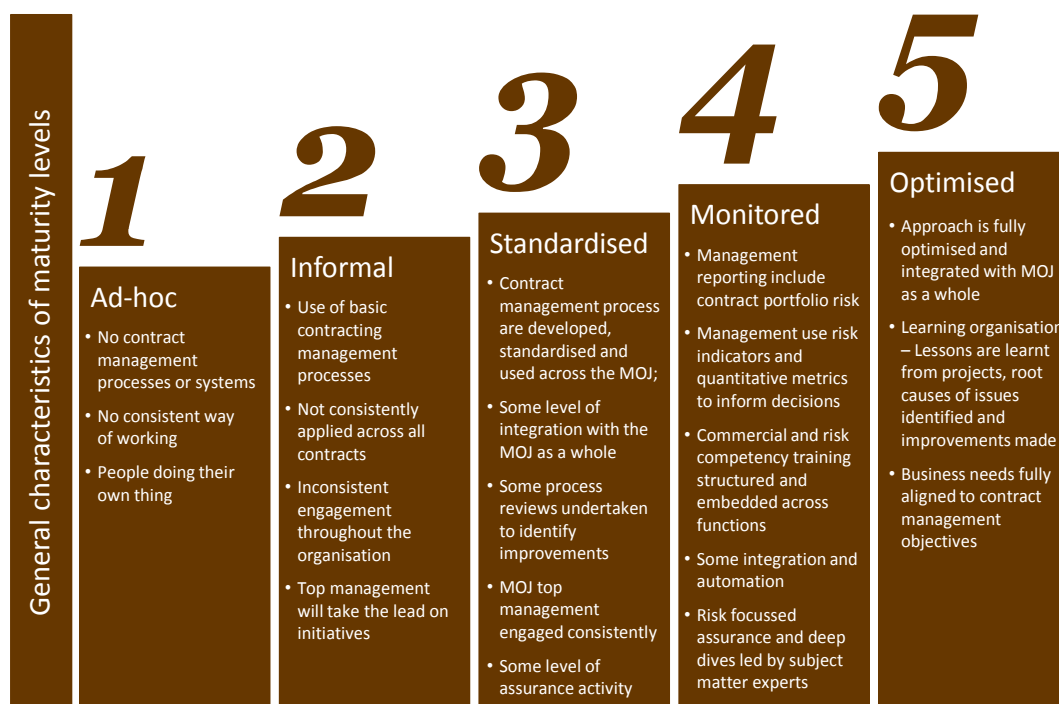 General characteristics of maturity levels
1
Ad-hoc
• No contract
management
processes or systems
• No consistent way
of working
• People doing their
own thing
2
Informal
• Use of basic
contracting
management
processes
• Not consistently
applied across all
contracts
• Inconsistent
engagement
throughout the
organisation
• Top management
will take the lead on
initiatives
3
Standardised
• Contract
management process
are developed,
standardised and
used across the MOJ;
• Some level of
integration with the
MOJ as a whole
• Some process
reviews undertaken
to identify
improvements
• MOJ top
management
engaged consistently
• Some level of
assurance activity
4
Monitored
• Management
reporting include
contract portfolio risk
• Management use risk
indicators and
quantitative metrics
to inform decisions
• Commercial and risk
competency training
structured and
embedded across
functions
• Some integration and
automation
• Risk focussed
assurance and deep
dives led by subject
matter experts
5
Optimised
• Approach is fully
optimised and
integrated with MOJ
as a whole
• Learning organisation
– Lessons are learnt
from projects, root
causes of issues
identified and
improvements made
• Business needs fully
aligned to contract
management
objectives